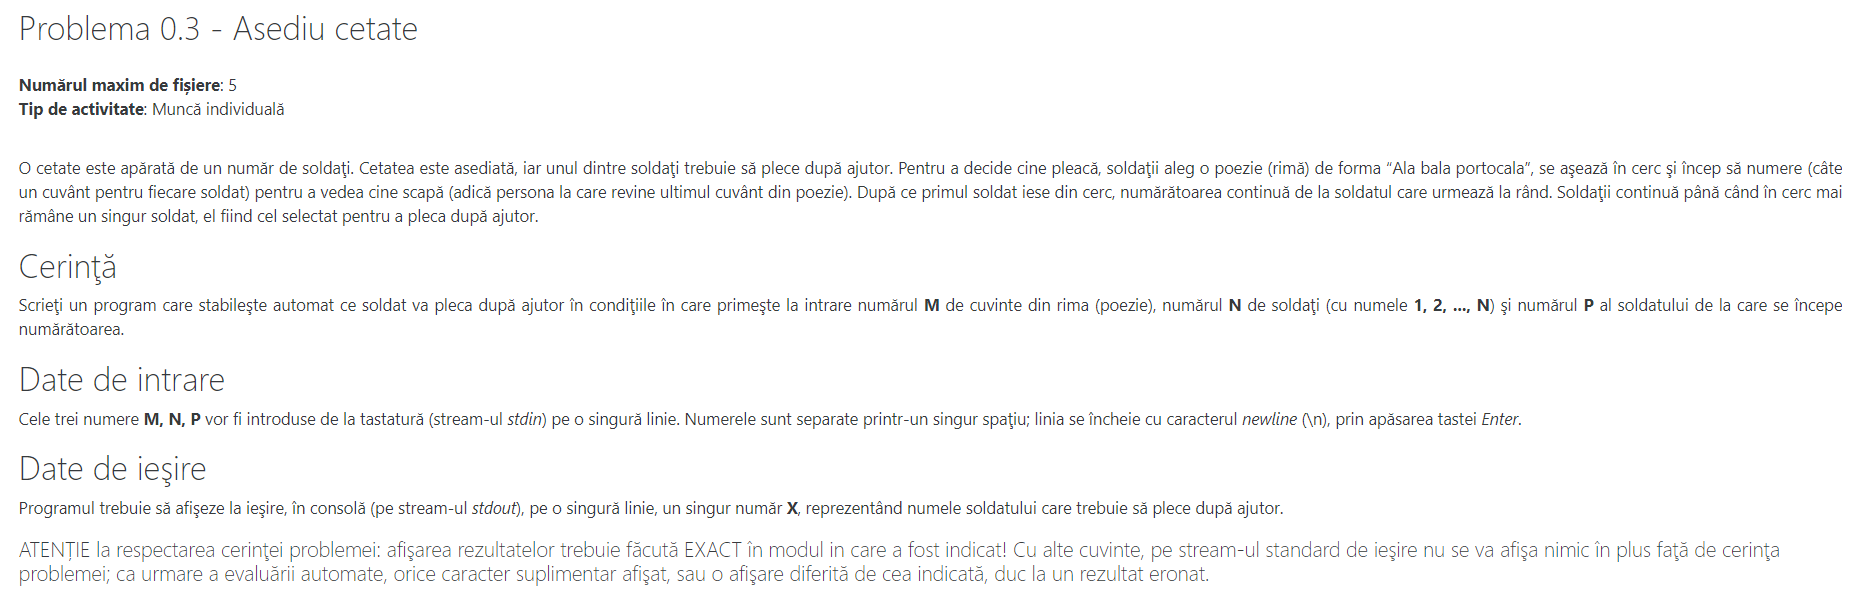 Problema 0.3 - Asediu cetate
Numărul maxim de fișiere: 5
Tip de activitate: Muncă individuală
O cetate este apărată de un număr de soldaţi. Cetatea este asediată, iar unul dintre soldaţi trebuie să plece după ajutor. Pentru a decide cine pleacă, soldaţii aleg o poezie (rimă) de forma “Ala bala portocala”, se aşează în cerc şi încep să numere (câte
un cuvânt pentru fiecare soldat) pentru a vedea cine scapă (adică persona la care revine ultimul cuvânt din poezie). După ce primul soldat iese din cerc, numărătoarea continuă de la soldatul care urmează la rând. Soldaţii continuă până când în cerc mai
rămâne un singur soldat, el fiind cel selectat pentru a pleca după ajutor.
Cerinţă
Scrieţi un program care stabileşte automat ce soldat va pleca după ajutor în condiţiile în care primeşte la intrare numărul M de cuvinte din rima (poezie), numărul N de soldaţi (cu numele 1, 2, ..., N) şi numărul P al soldatului de la care se începe
numărătoarea.
Date de intrare
Cele trei numere M, N, P vor fi introduse de la tastatură (stream-ul stdin) pe o singură linie. Numerele sunt separate printr-un singur spaţiu; linia se încheie cu caracterul newline (\n), prin apăsarea tastei Enter.
Date de ieşire
Programul trebuie să afişeze la ieşire, în consolă (pe stream-ul stdout), pe o singură linie, un singur număr X, reprezentând numele soldatului care trebuie să plece după ajutor.
ATENȚIE la respectarea cerinţei problemei: afişarea rezultatelor trebuie făcută EXACT în modul in care a fost indicat! Cu alte cuvinte, pe stream-ul standard de ieşire nu se va afişa nimic în plus faţă de cerinţa
problemei; ca urmare a evaluării automate, orice caracter suplimentar afişat, sau o afişare diferită de cea indicată, duc la un rezultat eronat.